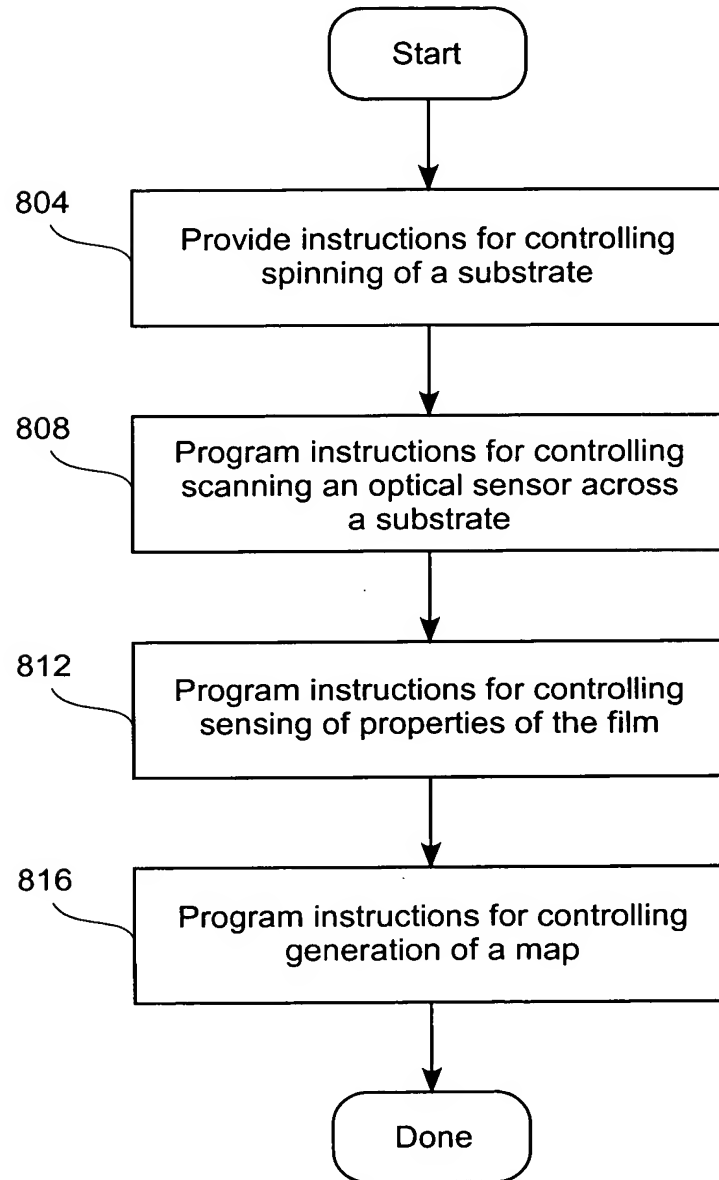 Start
804
Provide instructions for controlling
spinning of a substrate
808
Program instructions for controlling
scanning an optical sensor across
a substrate
812
Program instructions for controlling
sensing of properties of the film
816
Program instructions for controlling
generation of a map
Done